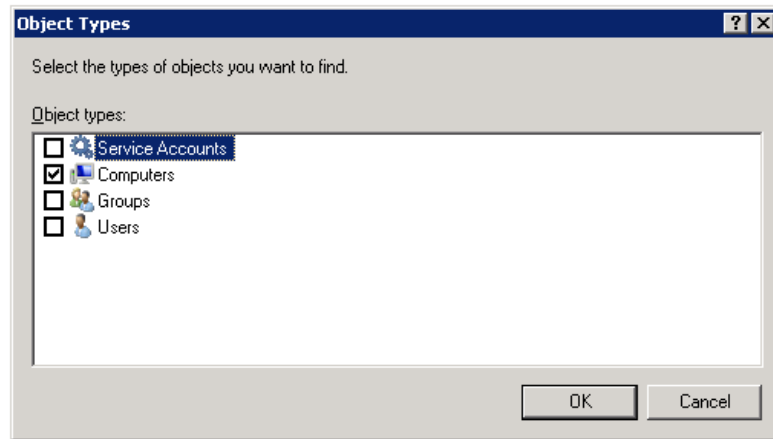 Object Types
Select the types of objects you want to find.
Object types:
Service Accounts
Computers
Groups
Users
OK Cancel